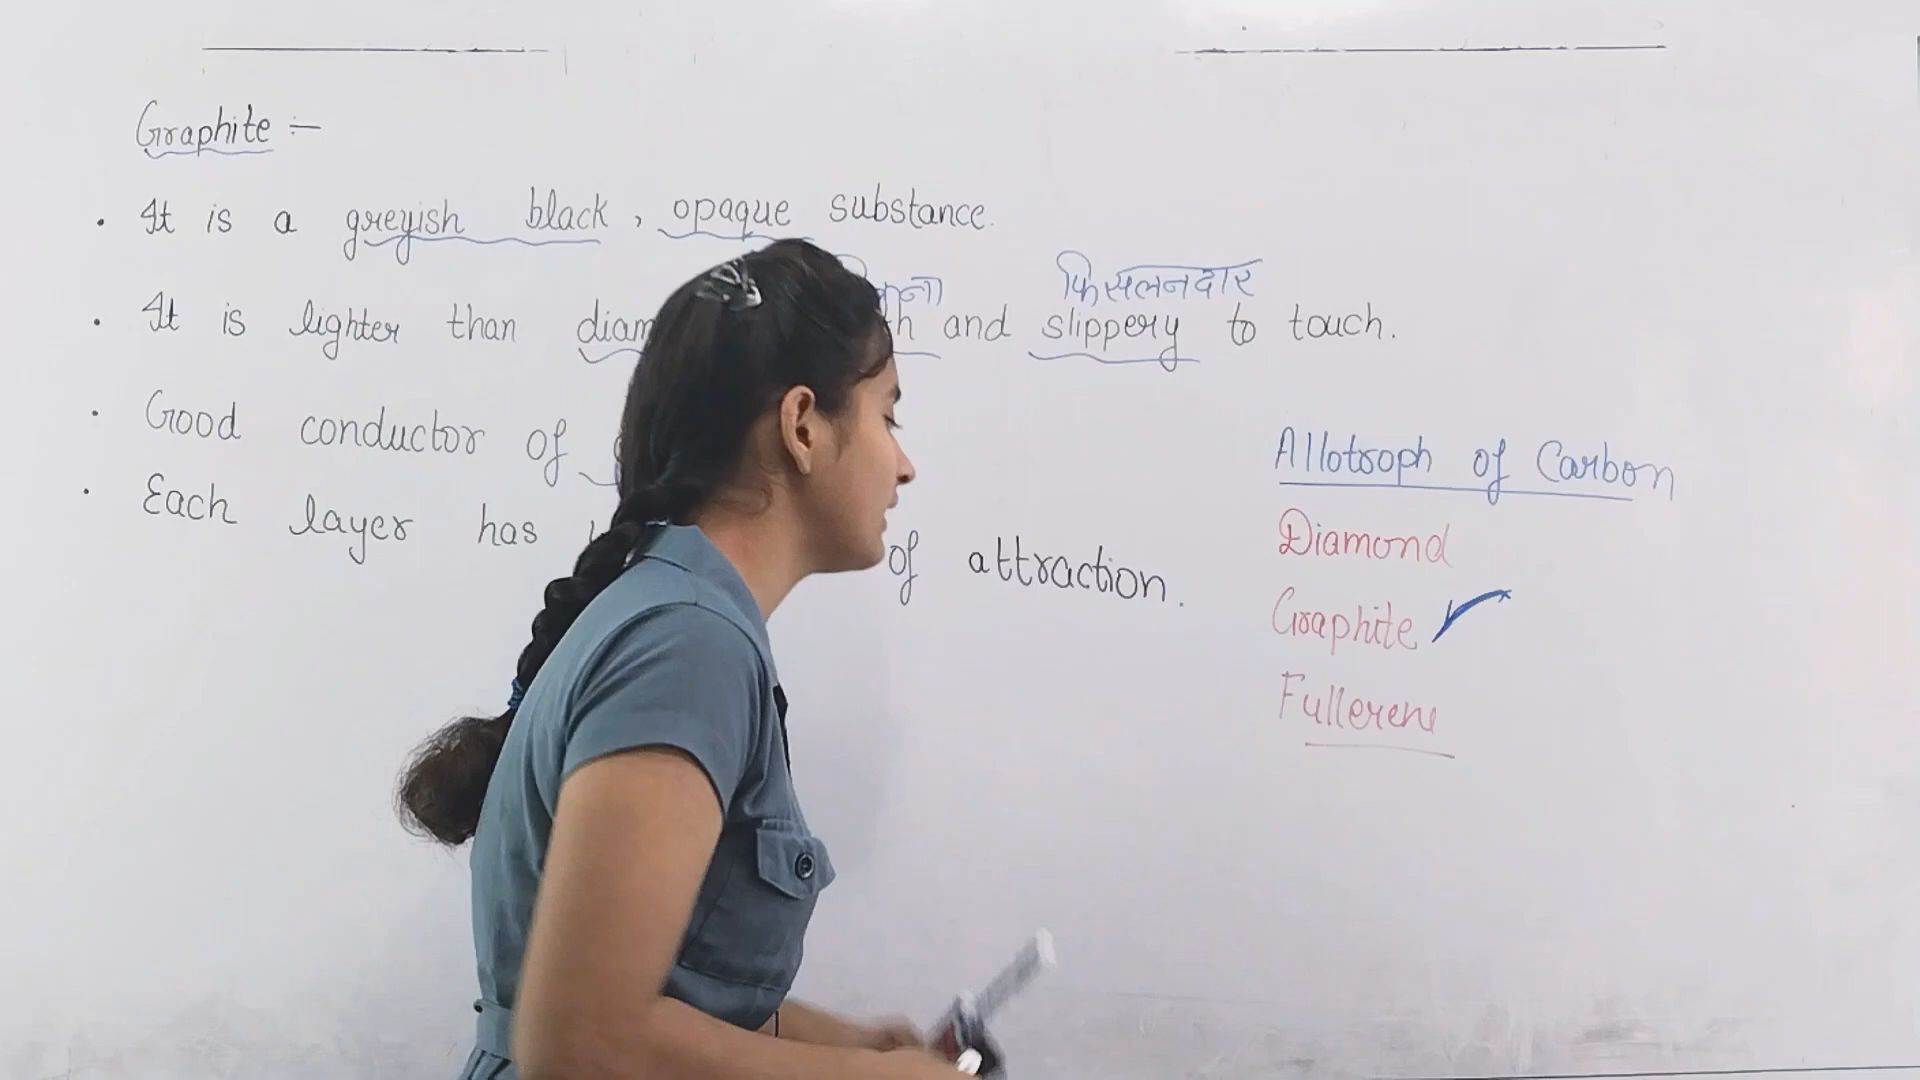 Graphite :-
. It is a greyish black, opaque substance.
फिसलनदार
. It is lighter than and slippery to touch.
. Good conductor of
. Each layer has of attraction.
Allotroph of Carbon
Diamond
Graphite ✓
Fullerene